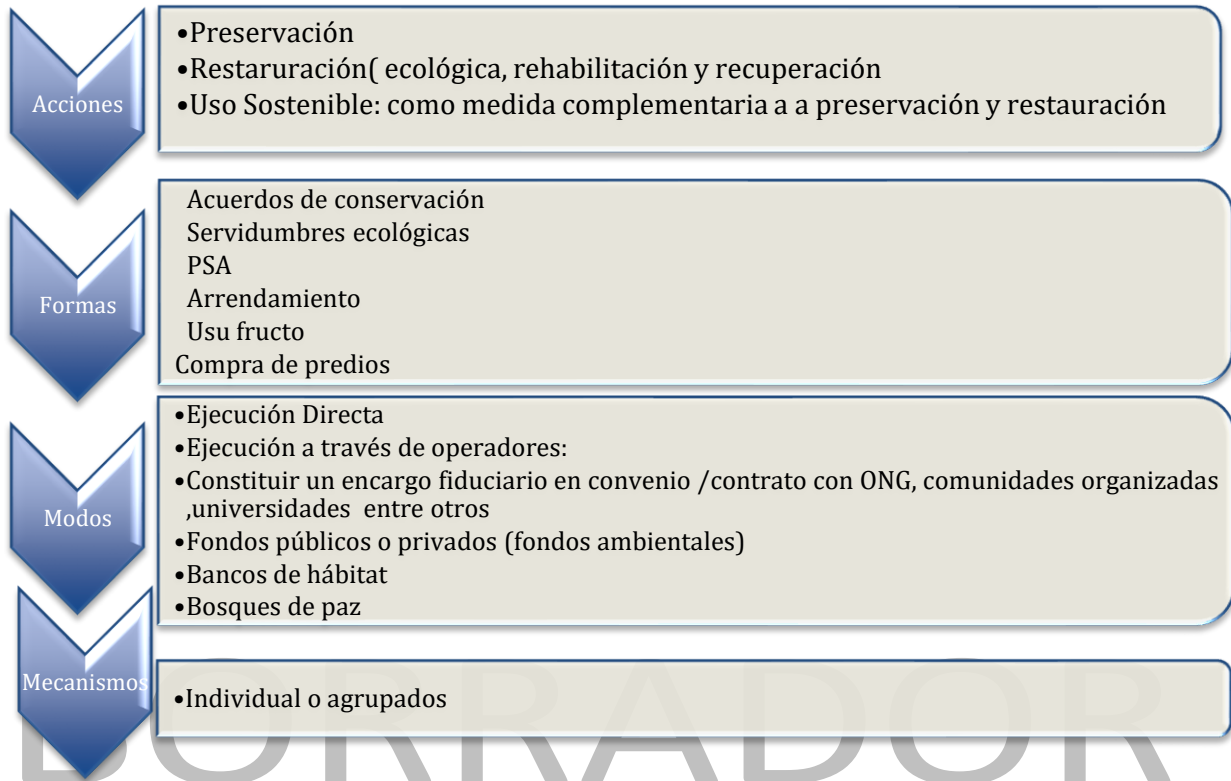 Acciones
•Preservación
•Restaruración( ecológica, rehabilitación y recuperación
•Uso Sostenible: como medida complementaria a a preservación y restauración
Formas
Acuerdos de conservación
Servidumbres ecológicas
PSA
Arrendamiento
Usu fructo
Compra de predios
Modos
•Ejecución Directa
•Ejecución a través de operadores:
•Constituir un encargo fiduciario en convenio /contrato con ONG, comunidades organizadas
,universidades entre otros
•Fondos públicos o privados (fondos ambientales)
•Bancos de hábitat
•Bosques de paz
Mecanismos
•Individual o agrupados
BORRADOR